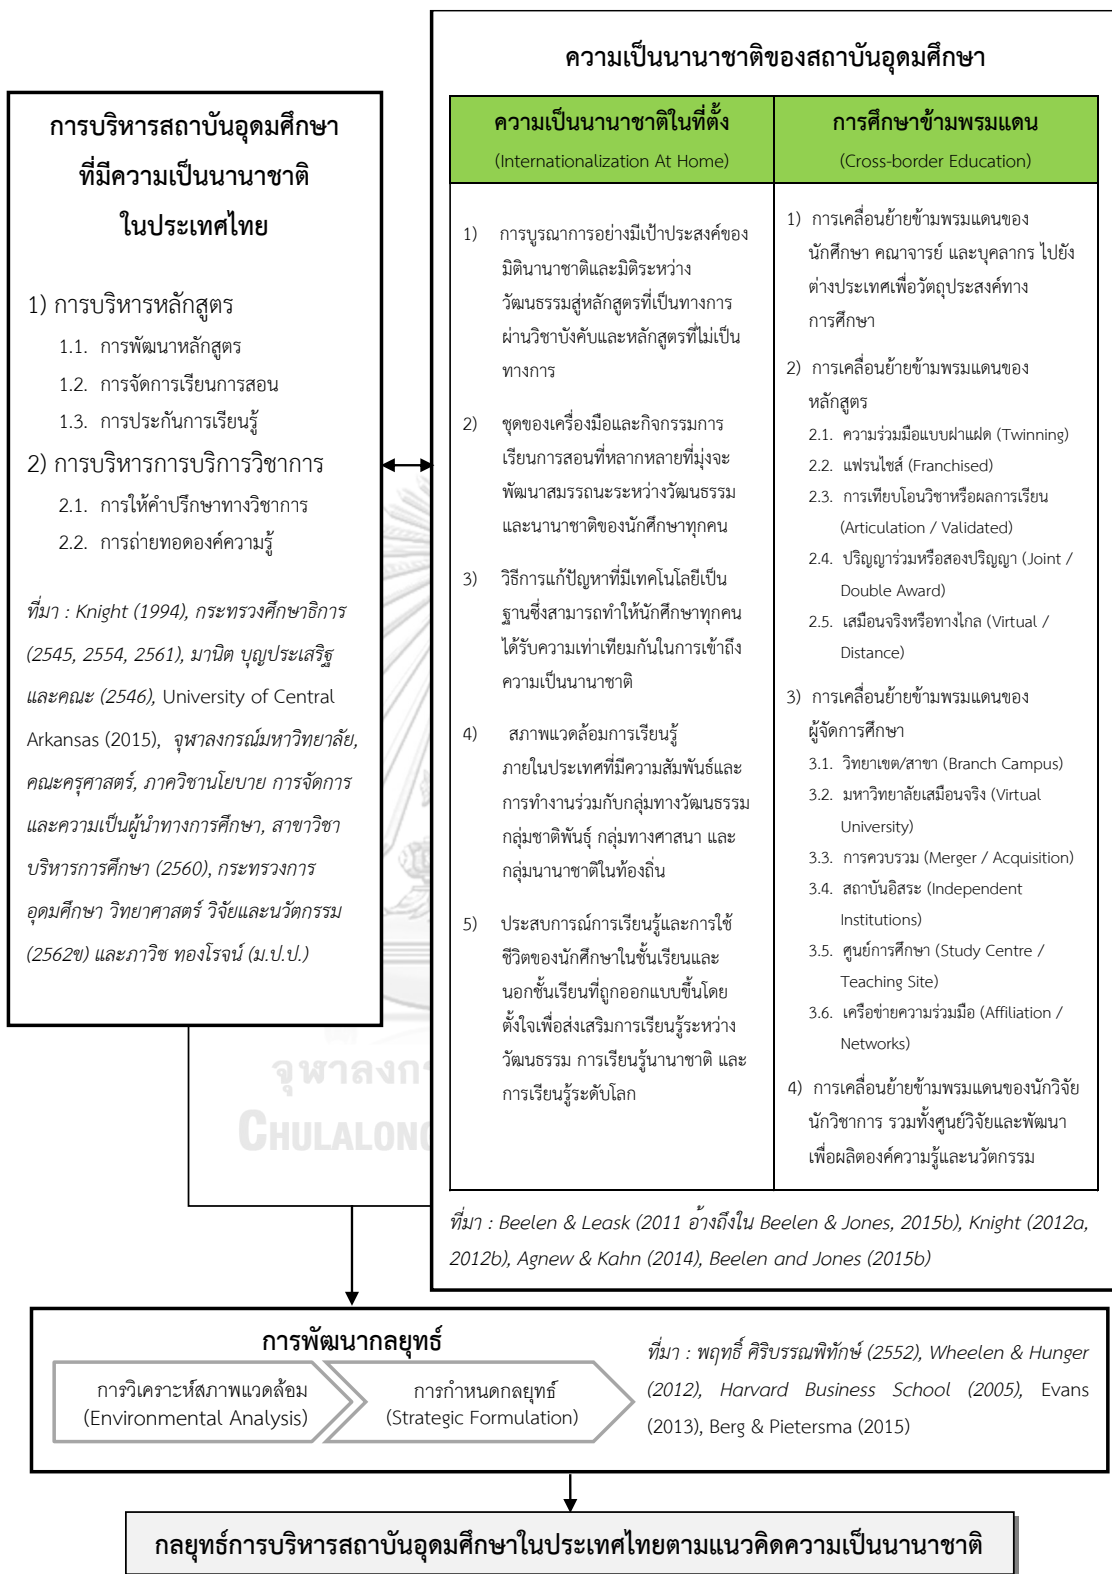 การบริหารสถาบันอุดมศึกษา
ที่มีความเป็นนานาชาติ
ในประเทศไทย
1) การบริหารหลักสูตร
1.1. การพัฒนาหลักสูตร
1.2. การจัดการเรียนการสอน
1.3. การประกันการเรียนรู้
2) การบริหารการบริการวิชาการ
2.1. การให้คำปรึกษาทางวิชาการ
2.2. การถ่ายทอดองค์ความรู้
ที่มา : Knight (1994), กระทรวงศึกษาธิการ
(2545, 2554, 2561), มานิต บุญประเสริฐ
และคณะ (2546), University of Central
Arkansas (2015), จุฬาลงกรณ์มหาวิทยาลัย,
คณะครุศาสตร์, ภาควิชานโยบาย การจัดการ
และความเป็นผู้นำทางการศึกษา, สาขาวิชา
บริหารการศึกษา (2560), กระทรวงการ
อุดมศึกษา วิทยาศาสตร์ วิจัยและนวัตกรรม
(2562ข) และภาวิช ทองโรจน์ (ม.ป.ป.)
ความเป็นนานาชาติของสถาบันอุดมศึกษา
ความเป็นนานาชาติในที่ตั้ง
(Internationalization At Home)
1) การบูรณาการอย่างมีเป้าประสงค์ของ
มิตินานาชาติและมิติระหว่าง
วัฒนธรรมสู่หลักสูตรที่เป็นทางการ
ผ่านวิชาบังคับและหลักสูตรที่ไม่เป็น
ทางการ
2) ชุดของเครื่องมือและกิจกรรมการ
เรียนการสอนที่หลากหลายที่มุ่งจะ
พัฒนาสมรรถนะระหว่างวัฒนธรรม
และนานาชาติของนักศึกษาทุกคน
3) วิธีการแก้ปัญหาที่มีเทคโนโลยีเป็น
ฐานซึ่งสามารถทำให้นักศึกษาทุกคน
ได้รับความเท่าเทียมกันในการเข้าถึง
ความเป็นนานาชาติ
4) สภาพแวดล้อมการเรียนรู้
ภายในประเทศที่มีความสัมพันธ์และ
การทำงานร่วมกับกลุ่มทางวัฒนธรรม
กลุ่มชาติพันธุ์ กลุ่มทางศาสนา และ
กลุ่มนานาชาติในท้องถิ่น
5) ประสบการณ์การเรียนรู้และการใช้
ชีวิตของนักศึกษาในชั้นเรียนและ
นอกชั้นเรียนที่ถูกออกแบบขึ้นโดย
ตั้งใจเพื่อส่งเสริมการเรียนรู้ระหว่าง
วัฒนธรรม การเรียนรู้นานาชาติ และ
การเรียนรู้ระดับโลก
การศึกษาข้ามพรมแดน
(Cross-border Education)
1) การเคลื่อนย้ายข้ามพรมแดนของ
นักศึกษา คณาจารย์ และบุคลากร ไปยัง
ต่างประเทศเพื่อวัตถุประสงค์ทาง
การศึกษา
2) การเคลื่อนย้ายข้ามพรมแดนของ
หลักสูตร
2.1. ความร่วมมือแบบฝาแฝด (Twinning)
2.2. แฟรนไชส์ (Franchised)
2.3. การเทียบโอนวิชาหรือผลการเรียน
(Articulation / Validated)
2.4. ปริญญาร่วมหรือสองปริญญา (Joint /
Double Award)
2.5. เสมือนจริงหรือทางไกล (Virtual /
Distance)
3) การเคลื่อนย้ายข้ามพรมแดนของ
ผู้จัดการศึกษา
3.1. วิทยาเขต/สาขา (Branch Campus)
3.2. มหาวิทยาลัยเสมือนจริง (Virtual
University)
3.3. การควบรวม (Merger / Acquisition)
3.4. สถาบันอิสระ (Independent
Institutions)
3.5. ศูนย์การศึกษา (Study Centre /
Teaching Site)
3.6. เครือข่ายความร่วมมือ (Affiliation /
Networks)
4) การเคลื่อนย้ายข้ามพรมแดนของนักวิจัย
นักวิชาการ รวมทั้งศูนย์วิจัยและพัฒนา
เพื่อผลิตองค์ความรู้และนวัตกรรม
ที่มา : Beelen & Leask (2011 อ้างถึงใน Beelen & Jones, 2015b), Knight (2012a,
2012b), Agnew & Kahn (2014), Beelen and Jones (2015b)
จุฬาลงก
CHULALON
การพัฒนากลยุทธ์
การวิเคราะห์สภาพแวดล้อม
(Environmental Analysis)
การกำหนดกลยุทธ์
(Strategic Formulation)
ที่มา : พฤทธิ์ ศิริบรรณพิทักษ์ (2552), Wheelen & Hunger
(2012), Harvard Business School (2005), Evans
(2013), Berg & Pietersma (2015)
กลยุทธ์การบริหารสถาบันอุดมศึกษาในประเทศไทยตามแนวคิดความเป็นนานาชาติ